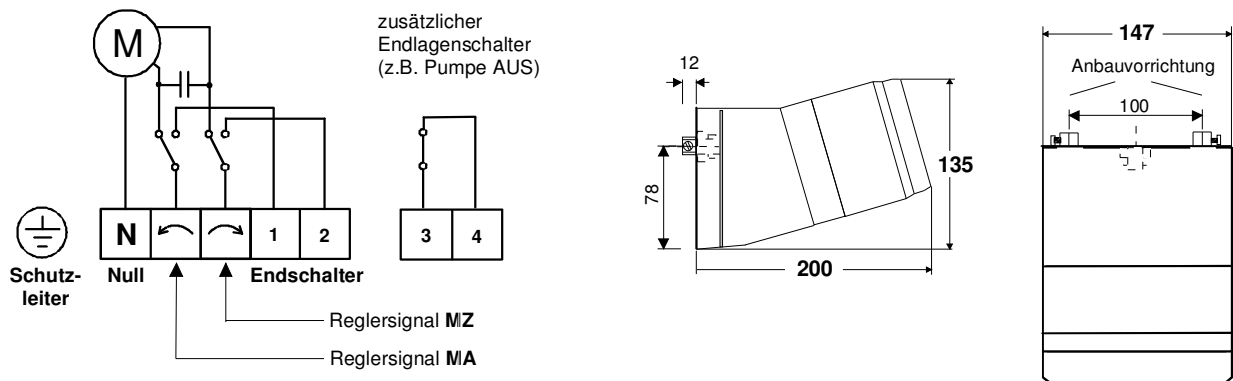 M
zusätzlicher
Endlagenschalter
(z.B. Pumpe AUS)
N
1
2
3
4
Schutz-
leiter
Null
Endschalter
Reglersignal MZ
Reglersignal MA
12
78
135
200
147
Anbauvorrichtung
100